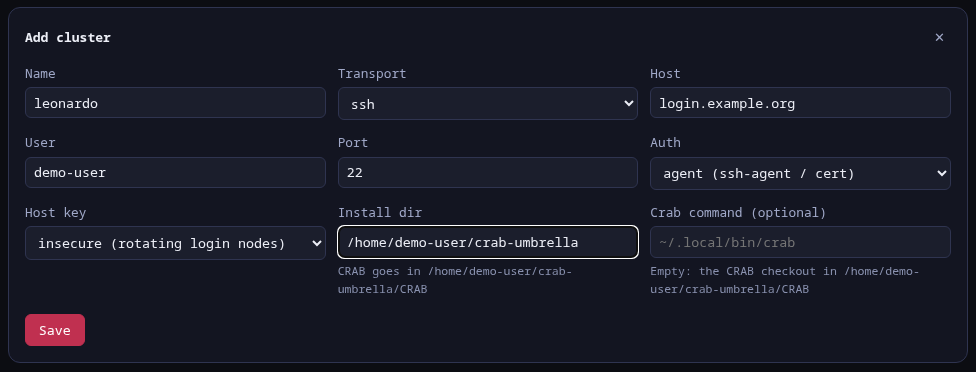 Add cluster ×
Name Transport Host
leonardo ssh login.example.org
User Port Auth
demo-user 22 agent (ssh-agent / cert)
Host key Install dir Crab command (optional)
insecure (rotating login nodes) /home/demo-user/crab-umbrella ~/.local/bin/crab
CRAB goes in /home/demo-user/crab-
umbrella/CRAB
Empty: the CRAB checkout in /home/demo-
user/crab-umbrella/CRAB
Save